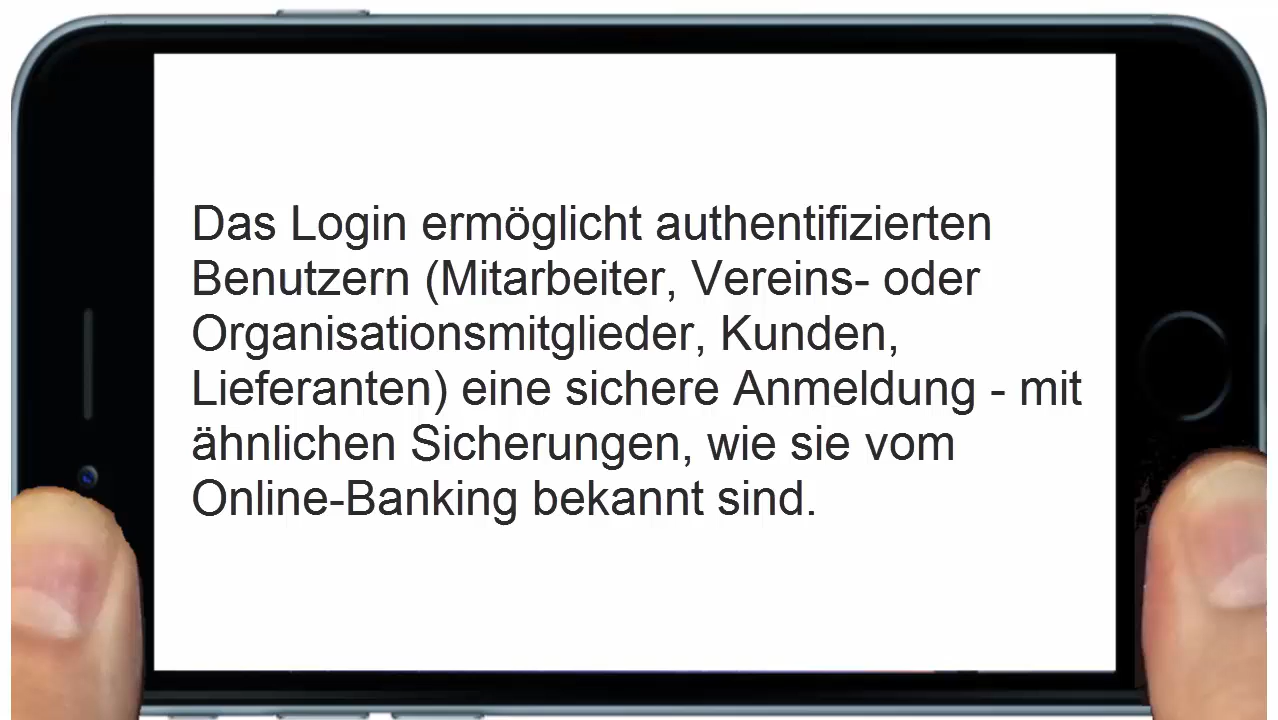 Das Login ermöglicht authentifizierten
Benutzern (Mitarbeiter, Vereins- oder
Organisationsmitglieder, Kunden,
Lieferanten) eine sichere Anmeldung - mit
ähnlichen Sicherungen, wie sie vom
Online-Banking bekannt sind.